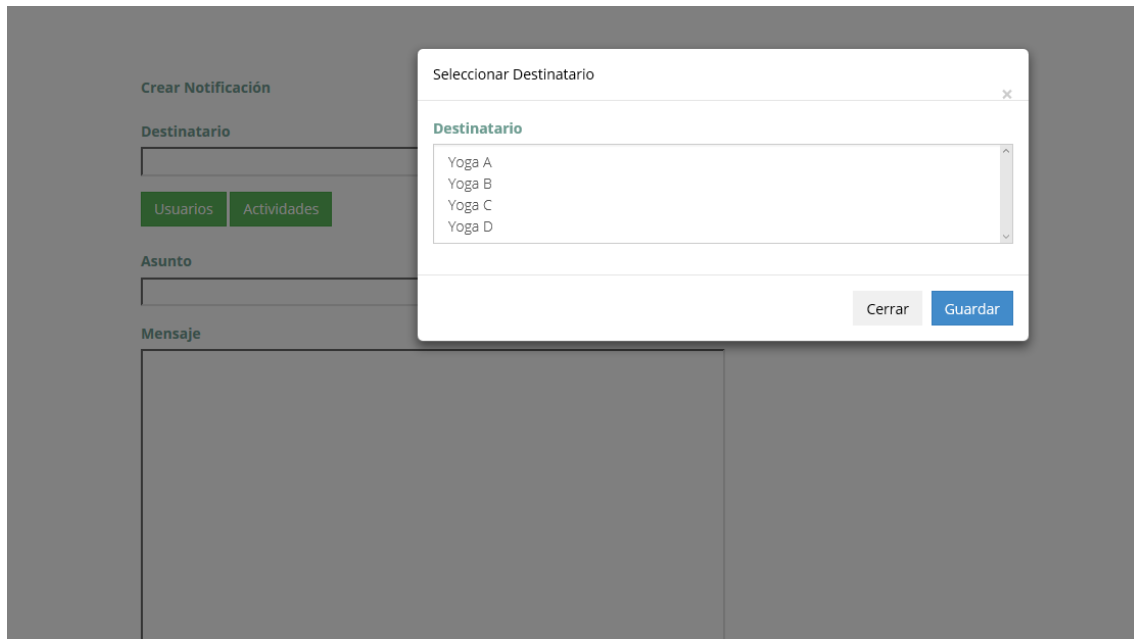 Crear Notificación
Destinatario
Usuarios Actividades
Asunto
Mensaje
Seleccionar Destinatario
×
Destinatario
Yoga A
Yoga B
Yoga C
Yoga D
Cerrar Guardar